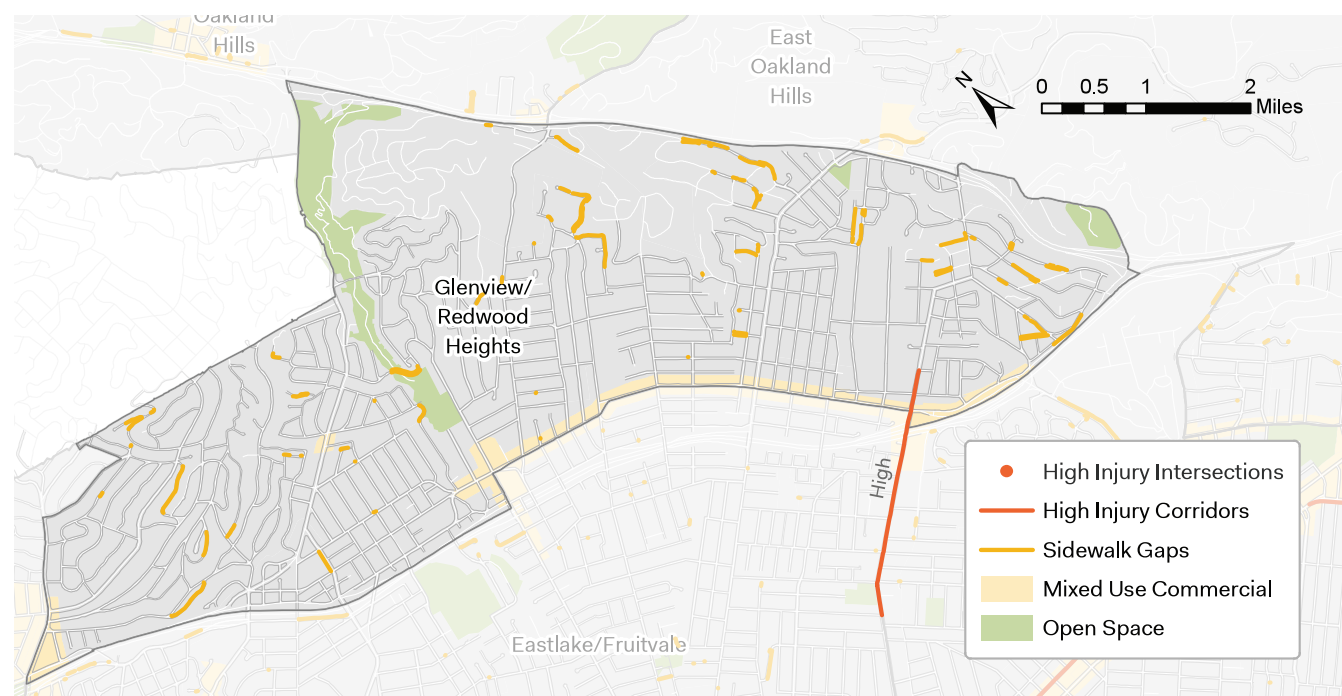 Oakland
Hills
East
Oakland
Hills
N
0 0.5 1 2
Miles
Glenview/
Redwood
Heights
High
Eastlake/Fruitvale
High Injury Intersections
High Injury Corridors
Sidewalk Gaps
Mixed Use Commercial
Open Space